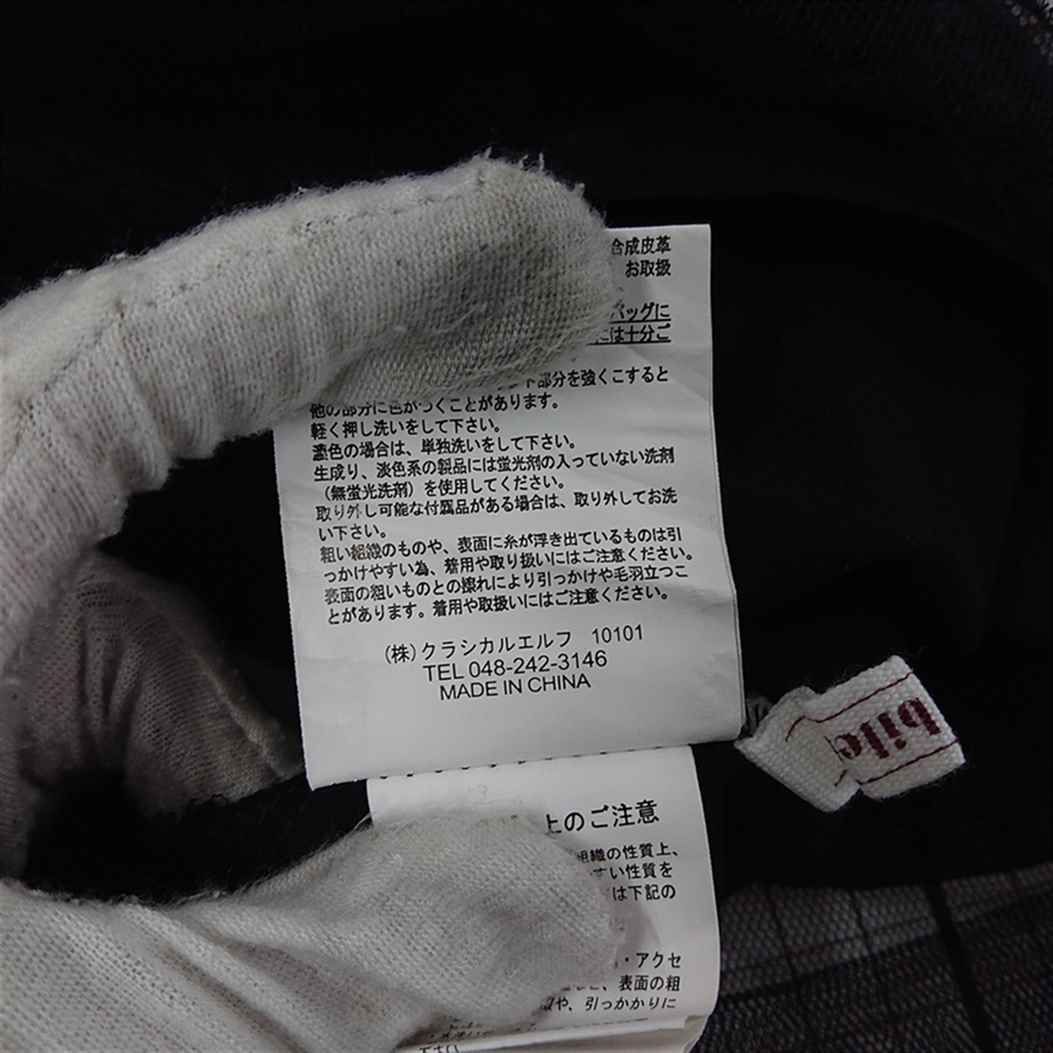 合成皮革
お取扱
バッグに
には十分ご
ント部分を強くこすると
他の部分に色がつくことがあります。
軽く押し洗いをして下さい。
濃色の場合は、単独洗いをして下さい。
生成り、淡色系の製品には蛍光剤の入っていない洗剤
(無蛍光洗剤)を使用してください。
取り外し可能な付属品がある場合は、取り外してお洗
い下さい。
粗い組織のものや、表面に糸が浮き出ているものは引
っかけやすい為、着用や取り扱いにはご注意ください。
表面の粗いものとの擦れにより引っかけや毛羽立つこ
とがあります。着用や取扱いにはご注意ください。
(株)クラシカルエルフ 10101
TEL 048-242-3146
MADE IN CHINA
bile
上のご注意
組織の性質上、
すい性質を
は下記の
・アクセ
表面の粗
や、引っかかりに
下さい